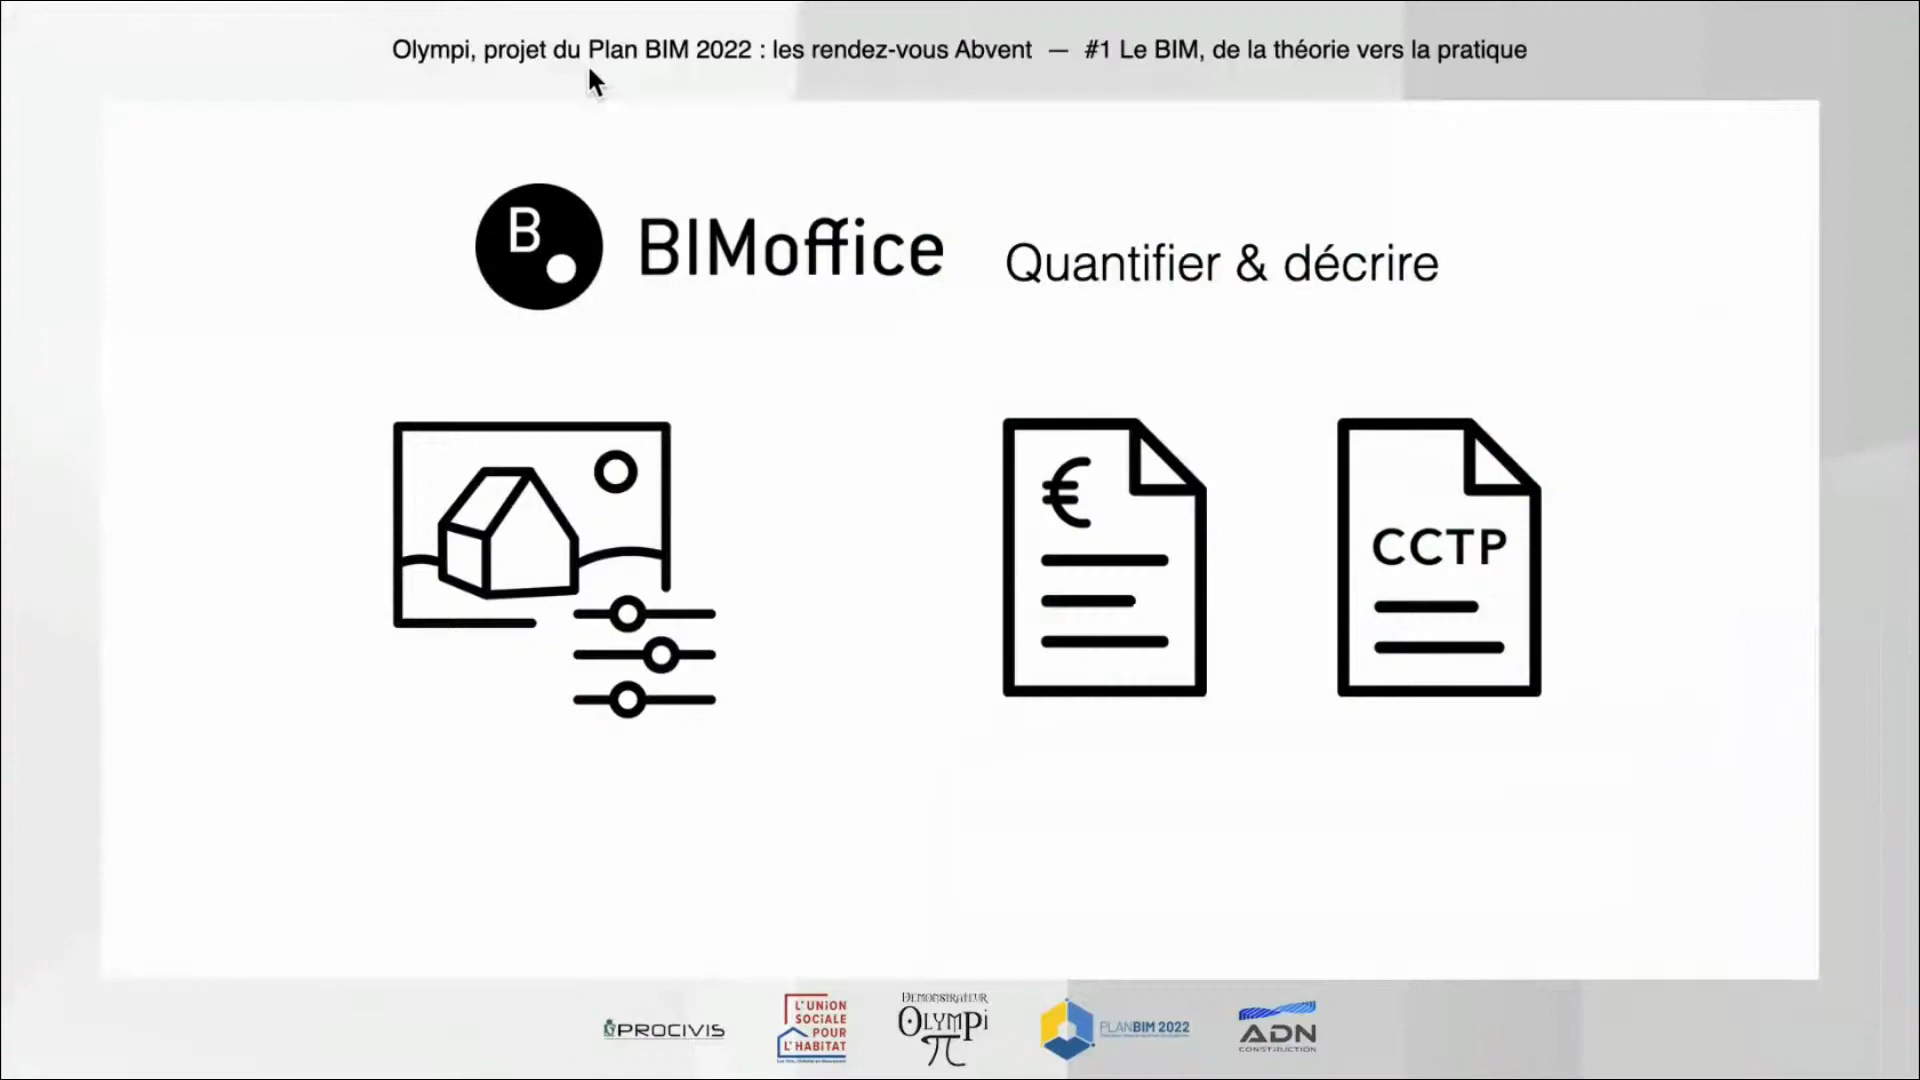 Olympi, projet du Plan BIM 2022 : les rendez-vous Abvent — #1 Le BIM, de la théorie vers la pratique
B
BIMoffice
Quantifier & décrire
€
CCTP
PROCIVIS
L'UNION
SOCIALE
POUR
L'HABITAT
DEMONSTRATEUR
OLYMPi
π
PLANBIM 2022
ADN
CONSTRUCTION